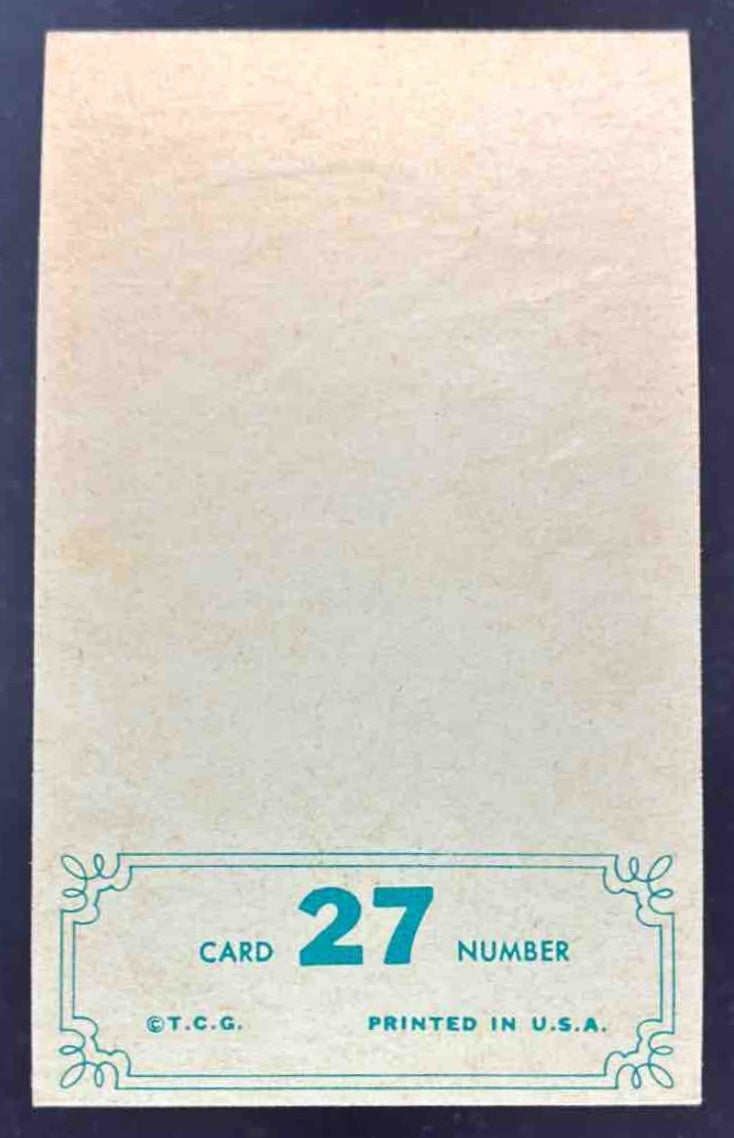 CARD 27 NUMBER
©T.C.G. PRINTED IN U.S.A.